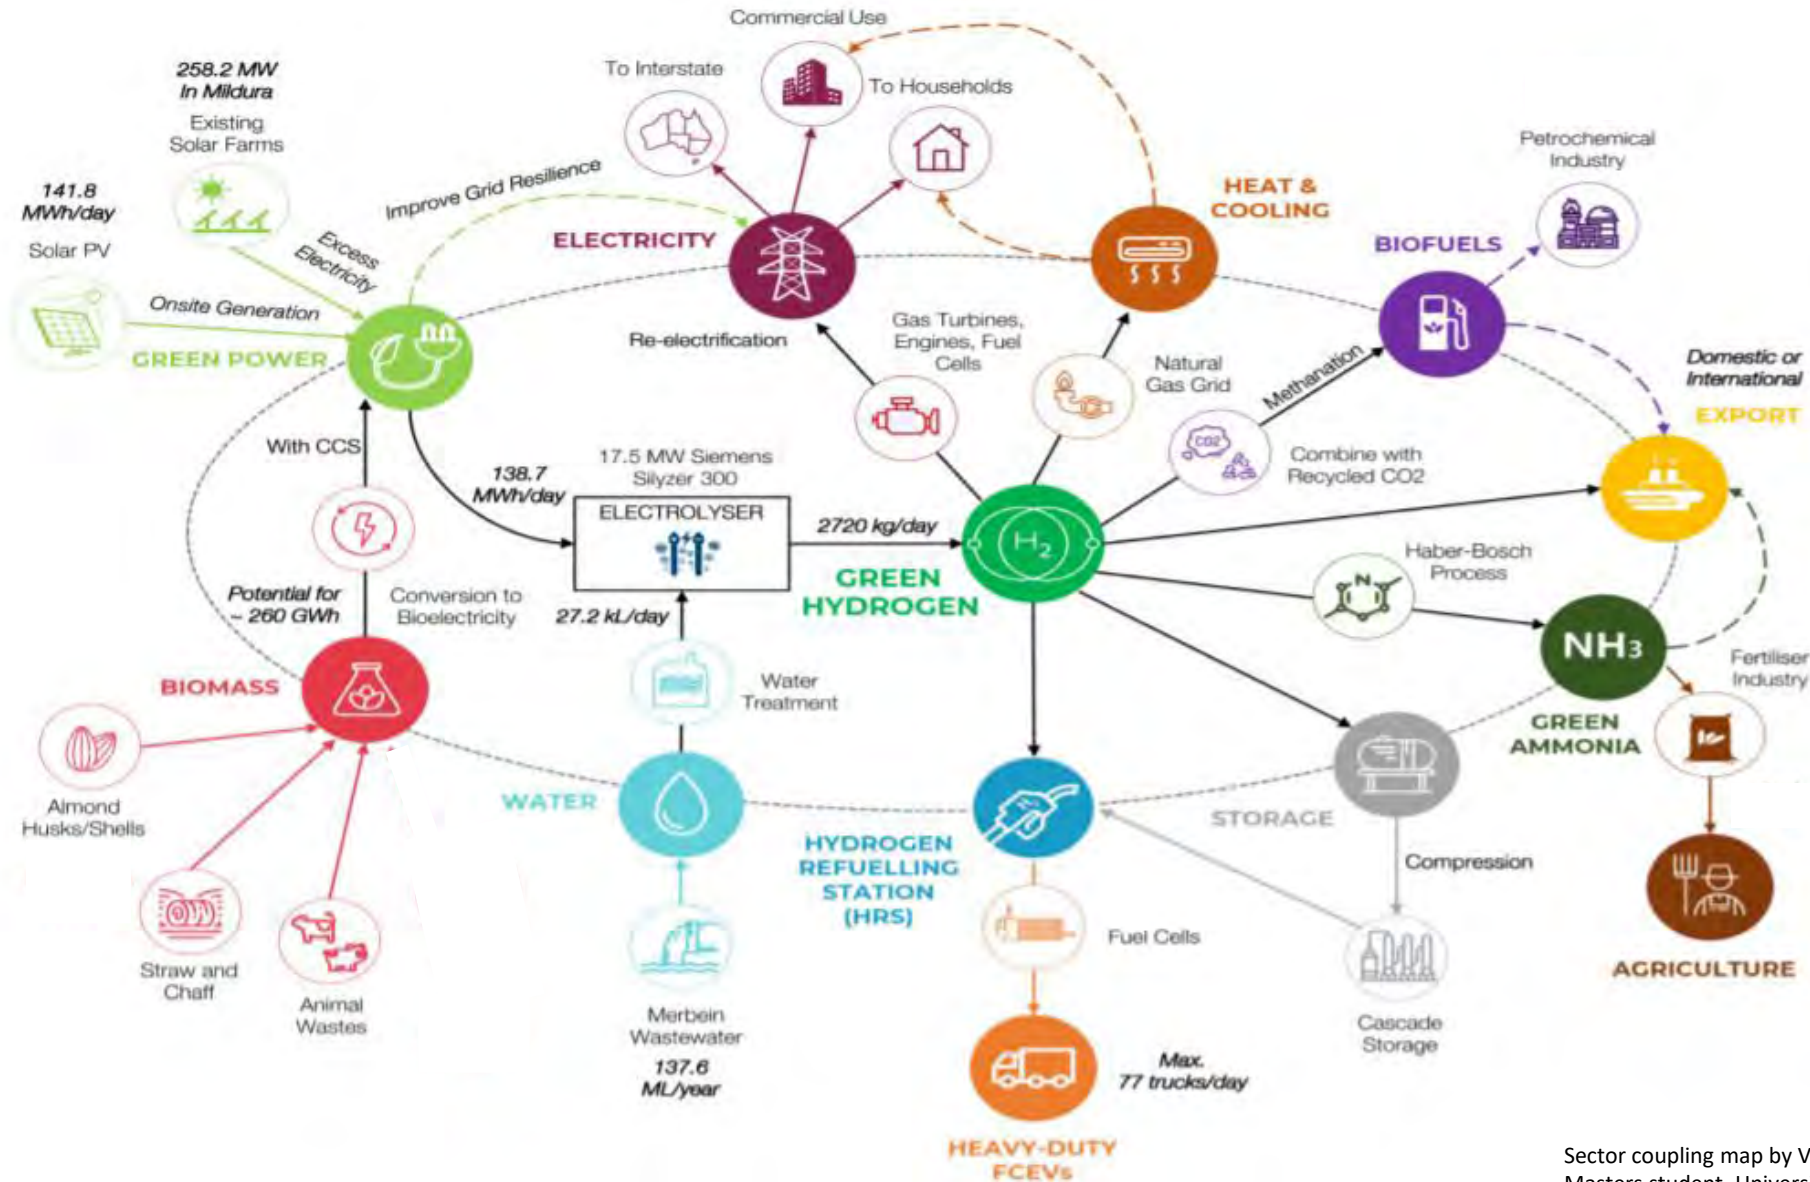 Commercial Use
258.2 MW
In Mildura
Existing
Solar Farms
To Interstate
To Households
141.8
MWh/day
Solar PV
Improve Grid Resilience
Excess
Electricity
Onsite Generation
GREEN POWER
ELECTRICITY
HEAT &
COOLING
Petrochemical
Industry
BIOFUELS
Re-electrification
Gas Turbines,
Engines, Fuel
Cells
Natural
Gas Grid
Methanation
CO2
Combine with
Recycled CO2
Domestic or
International
EXPORT
With CCS
138.7
MWh/day
17.5 MW Siemens
Silyzer 300
ELECTROLYSER
2720 kg/day
H2
GREEN
HYDROGEN
Haber-Bosch
Process
N
NH3
GREEN
AMMONIA
Fertiliser
Industry
Potential for
~ 260 GWh
Conversion to
Bioelectricity
27.2 kL/day
BIOMASS
Water
Treatment
WATER
Almond
Husks/Shells
Straw and
Chaff
Animal
Wastes
Merbein
Wastewater
137.6
ML/year
HYDROGEN
REFUELLING
STATION
(HRS)
STORAGE
Compression
Fuel Cells
Cascade
Storage
AGRICULTURE
Max.
77 trucks/day
HEAVY-DUTY
FCEVs
Sector coupling map by V